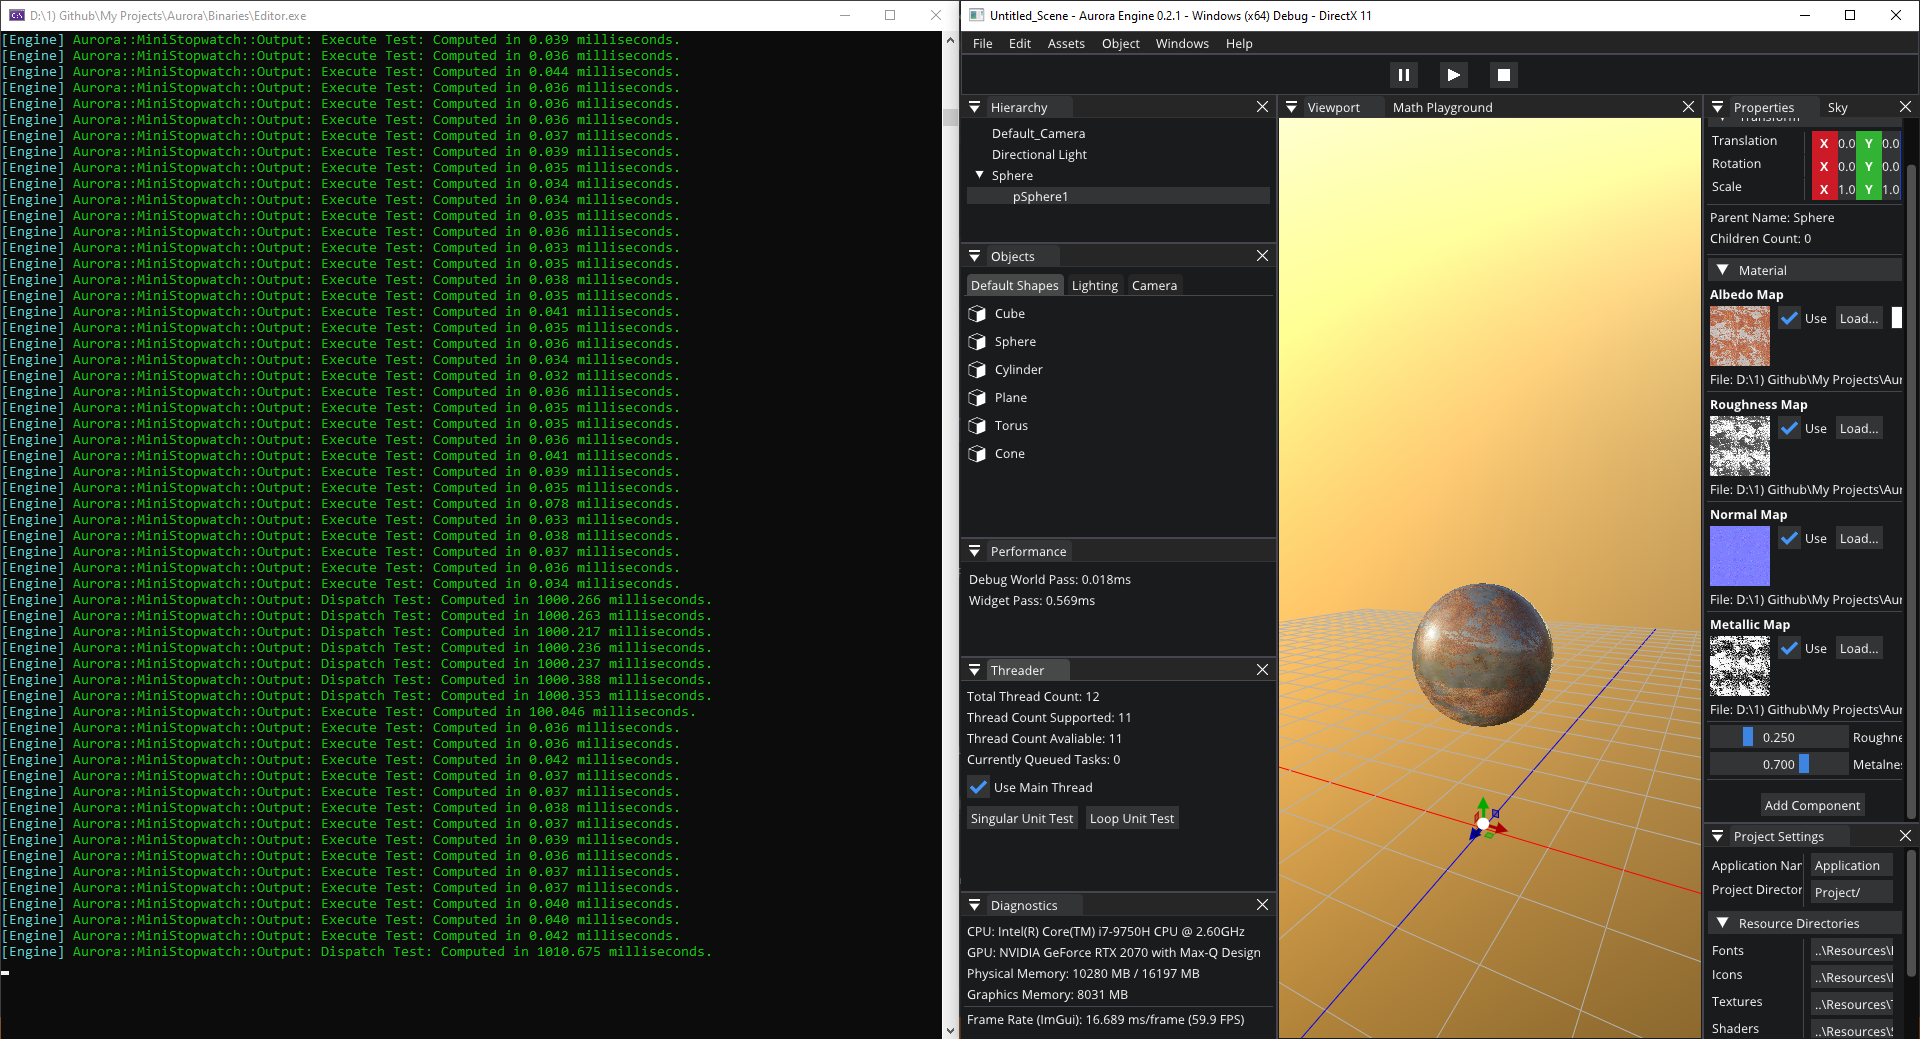 D:\1) Github\My Projects\Aurora\Binaries\Editor.exe
[Engine] Aurora::MiniStopwatch::Output: Execute Test: Computed in 0.039 milliseconds.
[Engine] Aurora::MiniStopwatch::Output: Execute Test: Computed in 0.036 milliseconds.
[Engine] Aurora::MiniStopwatch::Output: Execute Test: Computed in 0.044 milliseconds.
[Engine] Aurora::MiniStopwatch::Output: Execute Test: Computed in 0.036 milliseconds.
[Engine] Aurora::MiniStopwatch::Output: Execute Test: Computed in 0.036 milliseconds.
[Engine] Aurora::MiniStopwatch::Output: Execute Test: Computed in 0.036 milliseconds.
[Engine] Aurora::MiniStopwatch::Output: Execute Test: Computed in 0.037 milliseconds.
[Engine] Aurora::MiniStopwatch::Output: Execute Test: Computed in 0.039 milliseconds.
[Engine] Aurora::MiniStopwatch::Output: Execute Test: Computed in 0.035 milliseconds.
[Engine] Aurora::MiniStopwatch::Output: Execute Test: Computed in 0.034 milliseconds.
[Engine] Aurora::MiniStopwatch::Output: Execute Test: Computed in 0.034 milliseconds.
[Engine] Aurora::MiniStopwatch::Output: Execute Test: Computed in 0.035 milliseconds.
[Engine] Aurora::MiniStopwatch::Output: Execute Test: Computed in 0.036 milliseconds.
[Engine] Aurora::MiniStopwatch::Output: Execute Test: Computed in 0.033 milliseconds.
[Engine] Aurora::MiniStopwatch::Output: Execute Test: Computed in 0.035 milliseconds.
[Engine] Aurora::MiniStopwatch::Output: Execute Test: Computed in 0.038 milliseconds.
[Engine] Aurora::MiniStopwatch::Output: Execute Test: Computed in 0.035 milliseconds.
[Engine] Aurora::MiniStopwatch::Output: Execute Test: Computed in 0.041 milliseconds.
[Engine] Aurora::MiniStopwatch::Output: Execute Test: Computed in 0.035 milliseconds.
[Engine] Aurora::MiniStopwatch::Output: Execute Test: Computed in 0.036 milliseconds.
[Engine] Aurora::MiniStopwatch::Output: Execute Test: Computed in 0.034 milliseconds.
[Engine] Aurora::MiniStopwatch::Output: Execute Test: Computed in 0.032 milliseconds.
[Engine] Aurora::MiniStopwatch::Output: Execute Test: Computed in 0.036 milliseconds.
[Engine] Aurora::MiniStopwatch::Output: Execute Test: Computed in 0.035 milliseconds.
[Engine] Aurora::MiniStopwatch::Output: Execute Test: Computed in 0.035 milliseconds.
[Engine] Aurora::MiniStopwatch::Output: Execute Test: Computed in 0.036 milliseconds.
[Engine] Aurora::MiniStopwatch::Output: Execute Test: Computed in 0.041 milliseconds.
[Engine] Aurora::MiniStopwatch::Output: Execute Test: Computed in 0.039 milliseconds.
[Engine] Aurora::MiniStopwatch::Output: Execute Test: Computed in 0.035 milliseconds.
[Engine] Aurora::MiniStopwatch::Output: Execute Test: Computed in 0.078 milliseconds.
[Engine] Aurora::MiniStopwatch::Output: Execute Test: Computed in 0.033 milliseconds.
[Engine] Aurora::MiniStopwatch::Output: Execute Test: Computed in 0.038 milliseconds.
[Engine] Aurora::MiniStopwatch::Output: Execute Test: Computed in 0.037 milliseconds.
[Engine] Aurora::MiniStopwatch::Output: Execute Test: Computed in 0.036 milliseconds.
[Engine] Aurora::MiniStopwatch::Output: Execute Test: Computed in 0.034 milliseconds.
[Engine] Aurora::MiniStopwatch::Output: Dispatch Test: Computed in 1000.266 milliseconds.
[Engine] Aurora::MiniStopwatch::Output: Dispatch Test: Computed in 1000.263 milliseconds.
[Engine] Aurora::MiniStopwatch::Output: Dispatch Test: Computed in 1000.217 milliseconds.
[Engine] Aurora::MiniStopwatch::Output: Dispatch Test: Computed in 1000.236 milliseconds.
[Engine] Aurora::MiniStopwatch::Output: Dispatch Test: Computed in 1000.237 milliseconds.
[Engine] Aurora::MiniStopwatch::Output: Dispatch Test: Computed in 1000.388 milliseconds.
[Engine] Aurora::MiniStopwatch::Output: Dispatch Test: Computed in 1000.353 milliseconds.
[Engine] Aurora::MiniStopwatch::Output: Execute Test: Computed in 100.046 milliseconds.
[Engine] Aurora::MiniStopwatch::Output: Execute Test: Computed in 0.036 milliseconds.
[Engine] Aurora::MiniStopwatch::Output: Execute Test: Computed in 0.036 milliseconds.
[Engine] Aurora::MiniStopwatch::Output: Execute Test: Computed in 0.042 milliseconds.
[Engine] Aurora::MiniStopwatch::Output: Execute Test: Computed in 0.037 milliseconds.
[Engine] Aurora::MiniStopwatch::Output: Execute Test: Computed in 0.037 milliseconds.
[Engine] Aurora::MiniStopwatch::Output: Execute Test: Computed in 0.038 milliseconds.
[Engine] Aurora::MiniStopwatch::Output: Execute Test: Computed in 0.037 milliseconds.
[Engine] Aurora::MiniStopwatch::Output: Execute Test: Computed in 0.039 milliseconds.
[Engine] Aurora::MiniStopwatch::Output: Execute Test: Computed in 0.036 milliseconds.
[Engine] Aurora::MiniStopwatch::Output: Execute Test: Computed in 0.037 milliseconds.
[Engine] Aurora::MiniStopwatch::Output: Execute Test: Computed in 0.037 milliseconds.
[Engine] Aurora::MiniStopwatch::Output: Execute Test: Computed in 0.040 milliseconds.
[Engine] Aurora::MiniStopwatch::Output: Execute Test: Computed in 0.040 milliseconds.
[Engine] Aurora::MiniStopwatch::Output: Execute Test: Computed in 0.042 milliseconds.
[Engine] Aurora::MiniStopwatch::Output: Dispatch Test: Computed in 1010.675 milliseconds.
Untitled_Scene - Aurora Engine 0.2.1 - Windows (x64) Debug - DirectX 11
File Edit Assets Object Windows Help
Hierarchy
Default_Camera
Directional Light
Sphere
pSphere1
Objects
Default Shapes Lighting Camera
Cube
Sphere
Cylinder
Plane
Torus
Cone
Performance
Debug World Pass: 0.018ms
Widget Pass: 0.569ms
Threader
Total Thread Count: 12
Thread Count Supported: 11
Thread Count Avaliable: 11
Currently Queued Tasks: 0
Use Main Thread
Singular Unit Test Loop Unit Test
Diagnostics
CPU: Intel(R) Core(TM) i7-9750H CPU @ 2.60GHz
GPU: NVIDIA GeForce RTX 2070 with Max-Q Design
Physical Memory: 10280 MB / 16197 MB
Graphics Memory: 8031 MB
Frame Rate (ImGui): 16.689 ms/frame (59.9 FPS)
Viewport Math Playground
Properties Sky
Transform
Translation X 0.0 Y 0.0
Rotation X 0.0 Y 0.0
Scale X 1.0 Y 1.0
Parent Name: Sphere
Children Count: 0
Material
Albedo Map
Use Load...
File: D:\1) Github\My Projects\Aur
Roughness Map
Use Load...
File: D:\1) Github\My Projects\Aur
Normal Map
Use Load...
File: D:\1) Github\My Projects\Aur
Metallic Map
Use Load...
File: D:\1) Github\My Projects\Aur
0.250 Roughne
0.700 Metalnes
Add Component
Project Settings
Application Nar Application
Project Director Project/
Resource Directories
Fonts ..\Resources\
Icons ..\Resources\
Textures ..\Resources\
Shaders ..\Resources\